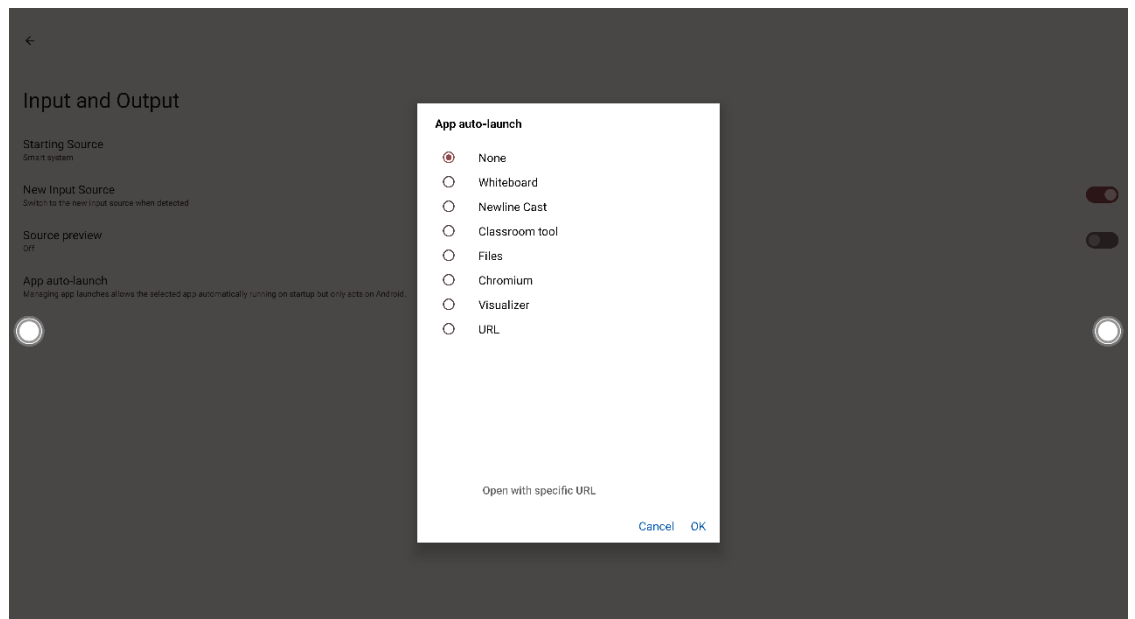 Input and Output
Starting Source
Smart system
New Input Source
Switch to the new input source when detected
Source preview
Off
App auto-launch
Managing app launches allows the selected app automatically running on startup but only acts on Android.
App auto-launch
None
Whiteboard
Newline Cast
Classroom tool
Files
Chromium
Visualizer
URL
Open with specific URL
Cancel OK